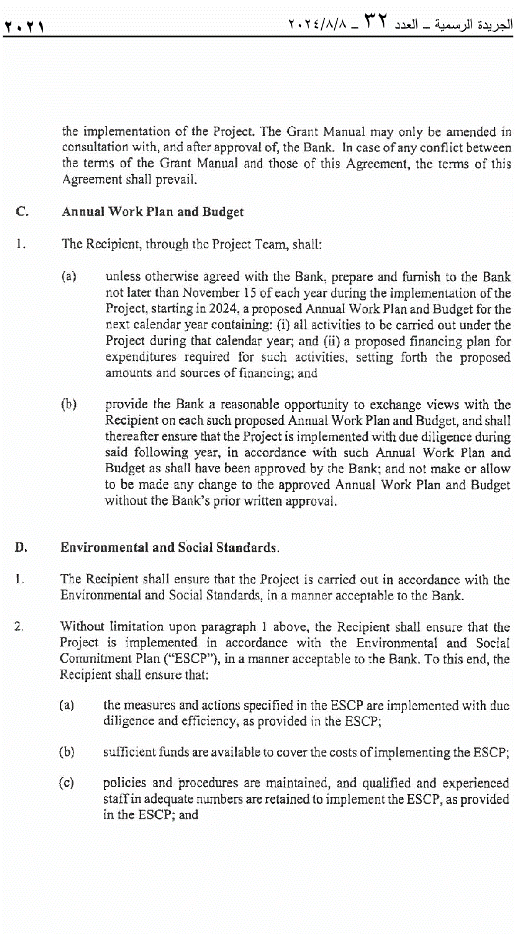 الجريدة الرسمية – العدد ٣٢ – ٢٠٢٤/٨/٨
٢٠٢١
the implementation of the Project. The Grant Manual may only be amended in
consultation with, and after approval of, the Bank. In case of any conflict between
the terms of the Grant Manual and those of this Agreement, the terms of this
Agreement shall prevail.
C. Annual Work Plan and Budget
1. The Recipient, through the Project Team, shall:
(a) unless otherwise agreed with the Bank, prepare and furnish to the Bank
not later than November 15 of each year during the implementation of the
Project, starting in 2024, a proposed Annual Work Plan and Budget for the
next calendar year containing: (i) all activities to be carried out under the
Project during that calendar year; and (ii) a proposed financing plan for
expenditures required for such activities, setting forth the proposed
amounts and sources of financing; and
(b) provide the Bank a reasonable opportunity to exchange views with the
Recipient on each such proposed Annual Work Plan and Budget, and shall
thereafter ensure that the Project is implemented with due diligence during
said following year, in accordance with such Annual Work Plan and
Budget as shall have been approved by the Bank; and not make or allow
to be made any change to the approved Annual Work Plan and Budget
without the Bank's prior written approval.
D. Environmental and Social Standards.
1. The Recipient shall ensure that the Project is carried out in accordance with the
Environmental and Social Standards, in a manner acceptable to the Bank.
2. Without limitation upon paragraph 1 above, the Recipient shall ensure that the
Project is implemented in accordance with the Environmental and Social
Commitment Plan ("ESCP"), in a manner acceptable to the Bank. To this end, the
Recipient shall ensure that:
(a) the measures and actions specified in the ESCP are implemented with due
diligence and efficiency, as provided in the ESCP;
(b) sufficient funds are available to cover the costs of implementing the ESCP;
(c) policies and procedures are maintained, and qualified and experienced
staff in adequate numbers are retained to implement the ESCP, as provided
in the ESCP; and